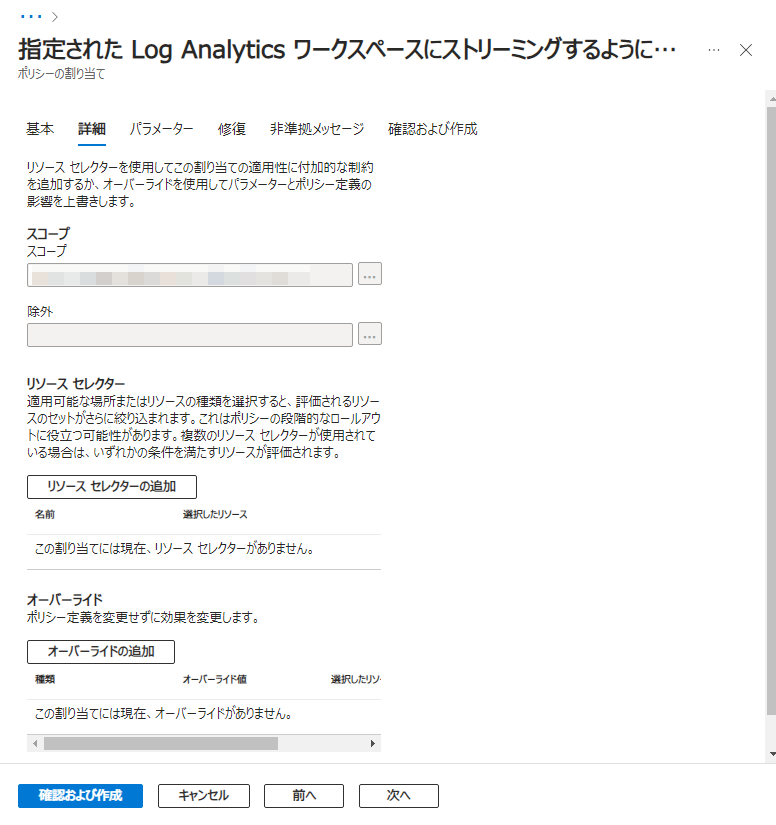 … >
指定された Log Analytics ワークスペースにストリーミングするように…
ポリシーの割り当て
基本 詳細 パラメーター 修復 非準拠メッセージ 確認および作成
リソース セレクターを使用してこの割り当ての適用性に付加的な制約
を追加するか、オーバーライドを使用してパラメーターとポリシー定義の
影響を上書きします。
スコープ
スコープ
...
除外
...
リソース セレクター
適用可能な場所またはリソースの種類を選択すると、評価されるリソー
スのセットがさらに絞り込まれます。これはポリシーの段階的なロールアウ
トに役立つ可能性があります。複数のリソース セレクターが使用されて
いる場合は、いずれかの条件を満たすリソースが評価されます。
リソース セレクターの追加
名前 選択したリソース
この割り当てには現在、リソース セレクターがありません。
オーバーライド
ポリシー定義を変更せずに効果を変更します。
オーバーライドの追加
種類 オーバーライド値 選択したリソ
この割り当てには現在、オーバーライドがありません。
確認および作成 キャンセル 前へ 次へ